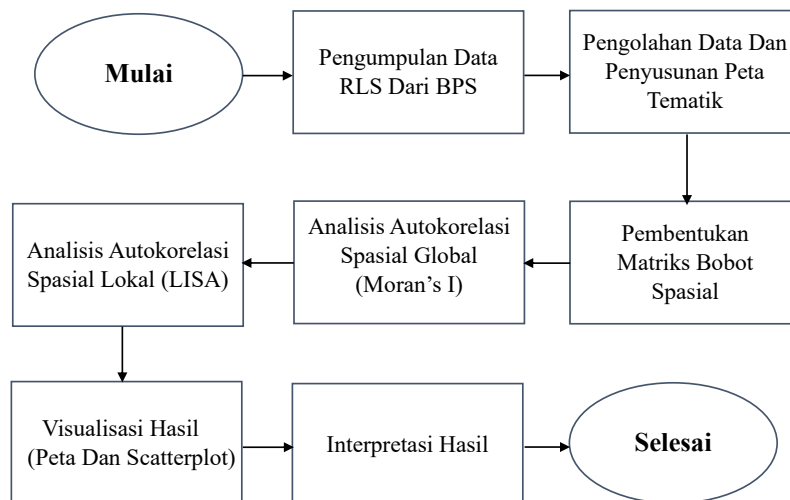 Mulai
Pengumpulan Data
RLS Dari BPS
Pengolahan Data Dan
Penyusunan Peta
Tematik
Pembentukan
Matriks Bobot
Spasial
Analisis Autokorelasi
Spasial Global
(Moran’s I)
Analisis Autokorelasi
Spasial Lokal (LISA)
Visualisasi Hasil
(Peta Dan Scatterplot)
Interpretasi Hasil
Selesai